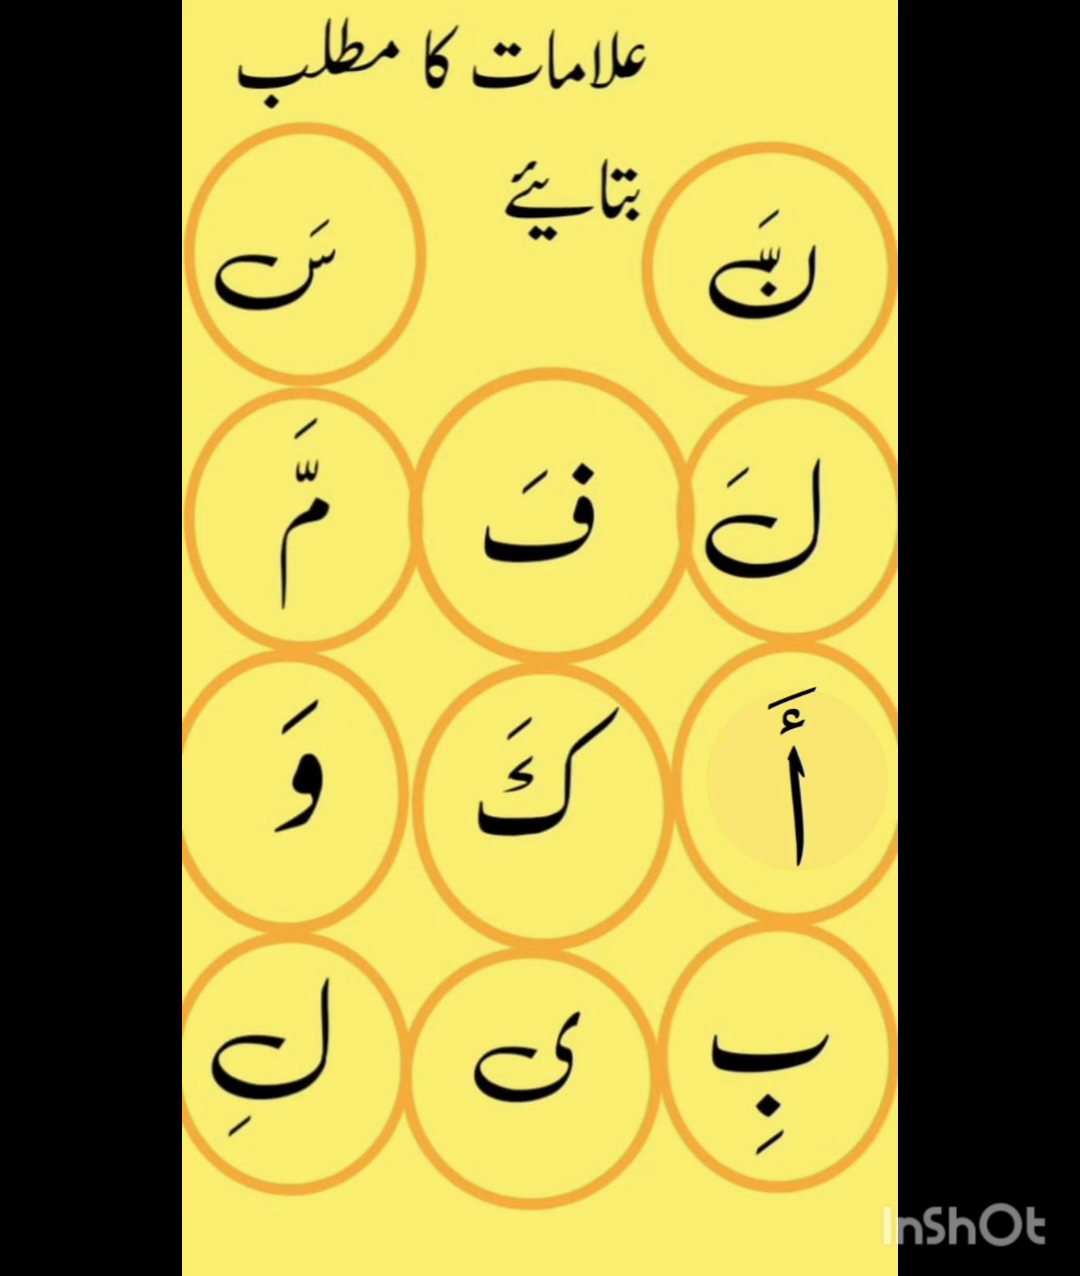 علامات کا مطلب
بتائیے
نَّ سَ
لَ فَ مَّ
أَ كَ وَ
بِ ی لِ
InShOt